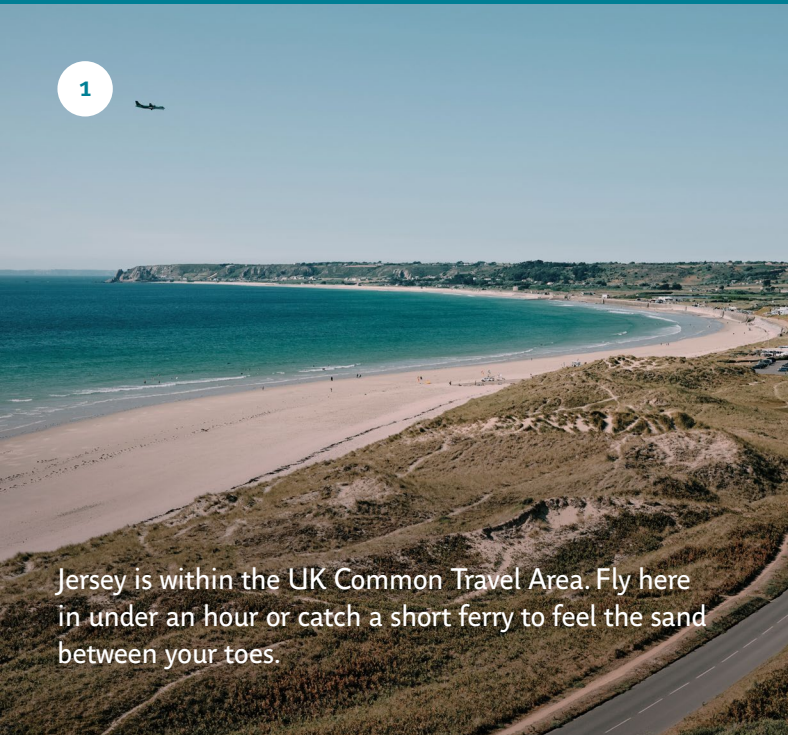 1
Jersey is within the UK Common Travel Area. Fly here
in under an hour or catch a short ferry to feel the sand
between your toes.